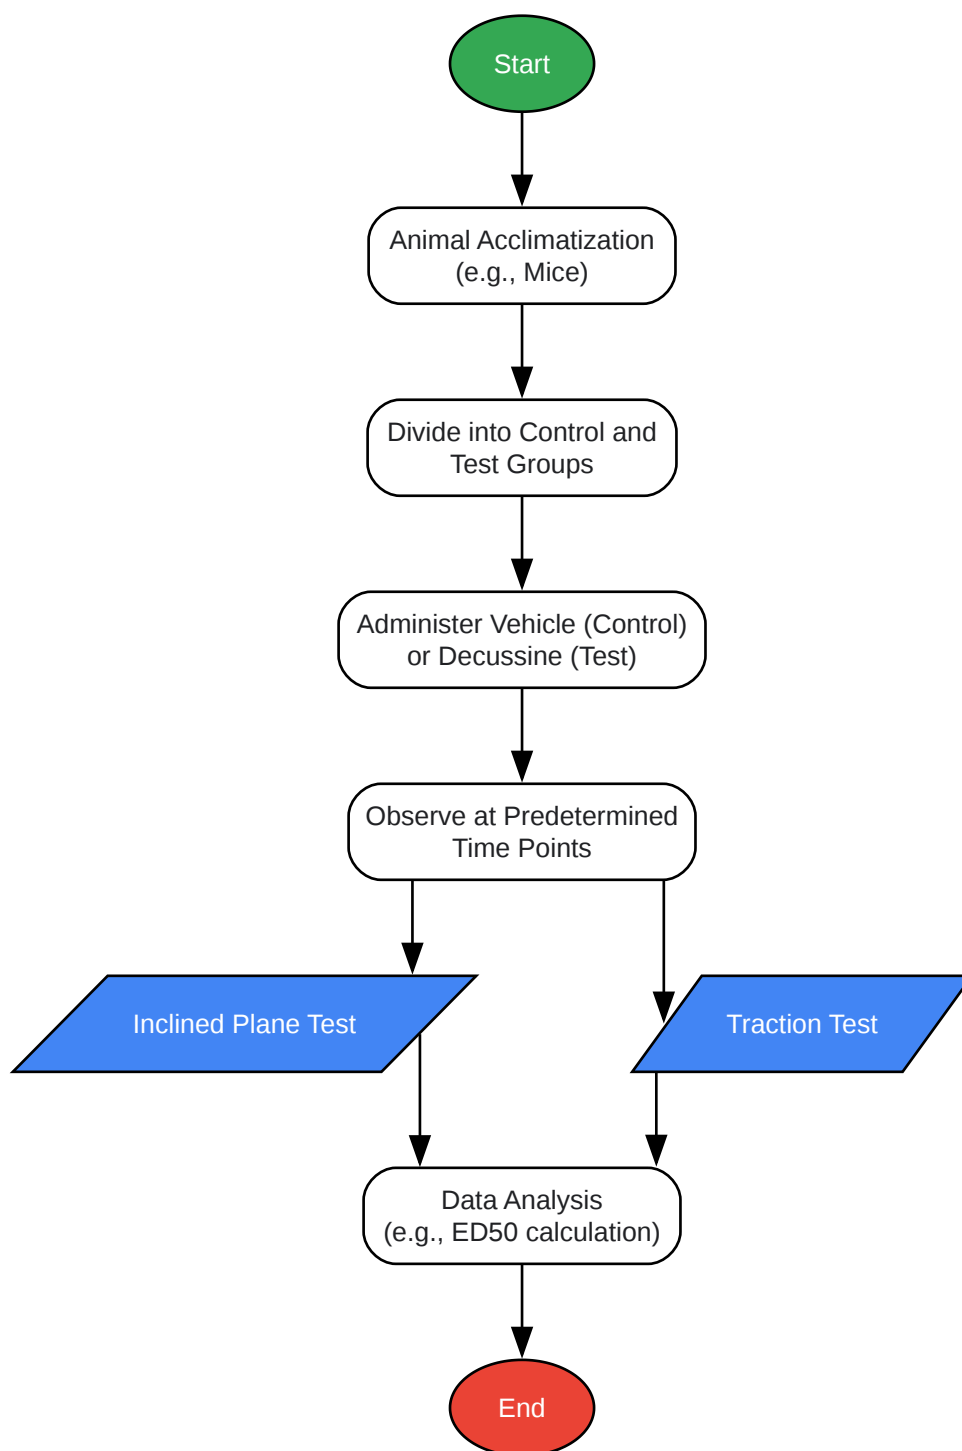 Start
Animal Acclimatization
(e.g., Mice)
Divide into Control and
Test Groups
Administer Vehicle (Control)
or Decussine (Test)
Observe at Predetermined
Time Points
Inclined Plane Test
Traction Test
Data Analysis
(e.g., ED50 calculation)
End